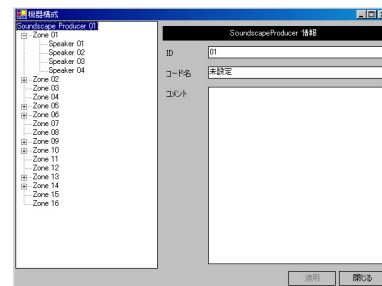 機器構成
Soundscape Producer 01
Zone 01
Speaker 01
Speaker 02
Speaker 03
Speaker 04
Zone 02
Zone 03
Zone 04
Zone 05
Zone 06
Zone 07
Zone 08
Zone 09
Zone 10
Zone 11
Zone 12
Zone 13
Zone 14
Zone 15
Zone 16
SoundscapeProducer 情報
ID
01
コード名
未設定
コメント
適用
閉じる